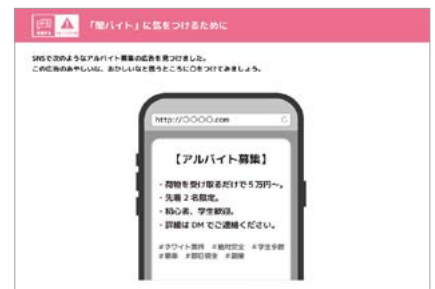 「闇バイト」に気をつけるために
SNSで次のようなアルバイト募集の広告を見つけました。
この広告のあやしいな、おかしいなと思うところに○をつけてみましょう。
http://〇〇〇〇.com
【アルバイト募集】
・荷物を受け取るだけで5万円～。
・先着2名限定。
・初心者、学生歓迎。
・詳細はDMでご連絡ください。
#ホワイト案件 #絶対安全 #学生多数
#簡単 #即日現金 #副業